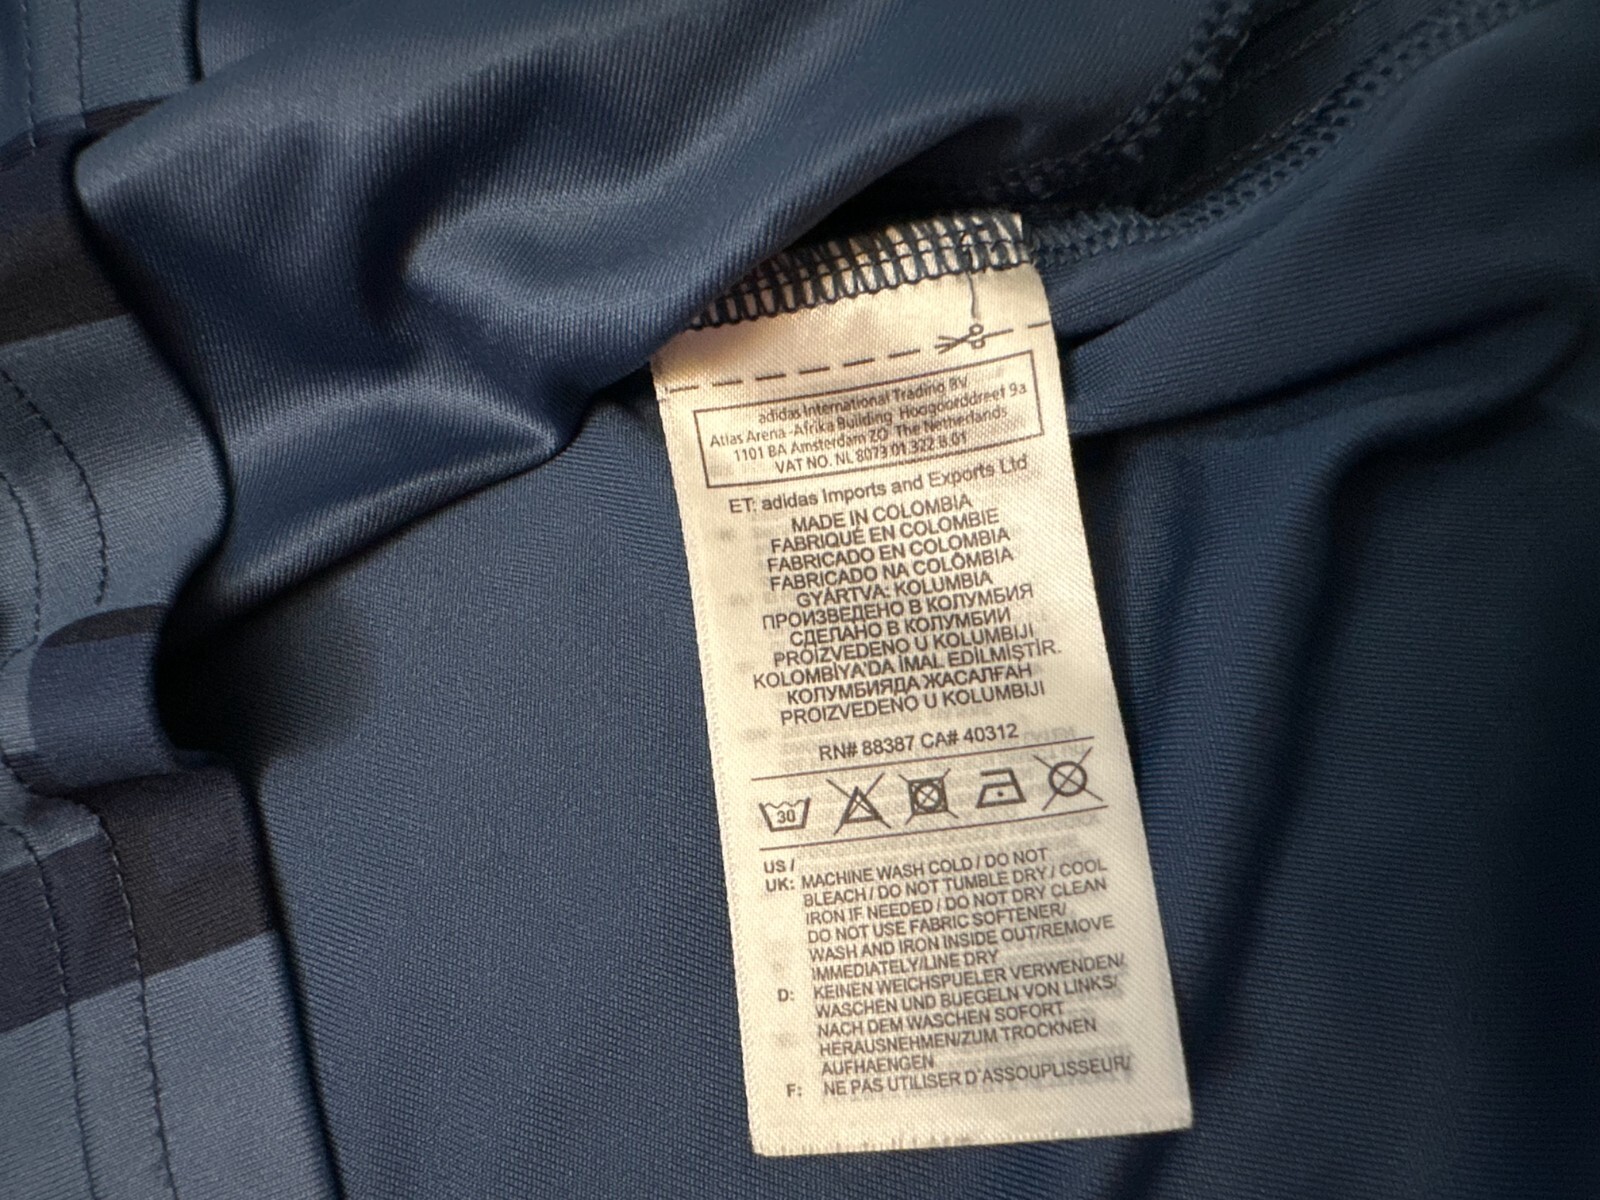 adidas International Trading BV
Atlas Arena -Afrika Building Hoogoorddreef 9a
1101 BA Amsterdam ZO The Netherlands
VAT NO. NL 8073.01.322.B.01
ET: adidas Imports and Exports Ltd
MADE IN COLOMBIA
FABRIQUÉ EN COLOMBIE
FABRICADO EN COLOMBIA
FABRICADO NA COLÔMBIA
GYÁRTVA: KOLUMBIA
ПРОИЗВЕДЕНО В КОЛУМБИЯ
СДЕЛАНО В КОЛУМБИИ
PROIZVEDENO U KOLUMBIJI
KOLOMBİYA'DA İMAL EDİLMİŞTİR.
КОЛУМБИЯДА ЖАСАЛҒАН
PROIZVEDENO U KOLUMBIJI
RN# 88387 CA# 40312
30
US /
UK: MACHINE WASH COLD / DO NOT
BLEACH / DO NOT TUMBLE DRY / COOL
IRON IF NEEDED / DO NOT DRY CLEAN
DO NOT USE FABRIC SOFTENER/
WASH AND IRON INSIDE OUT/REMOVE
IMMEDIATELY/LINE DRY
D: KEINEN WEICHSPUELER VERWENDEN/
WASCHEN UND BUEGELN VON LINKS/
NACH DEM WASCHEN SOFORT
HERAUSNEHMEN/ZUM TROCKNEN
AUFHAENGEN
F: NE PAS UTILISER D'ASSOUPLISSEUR/